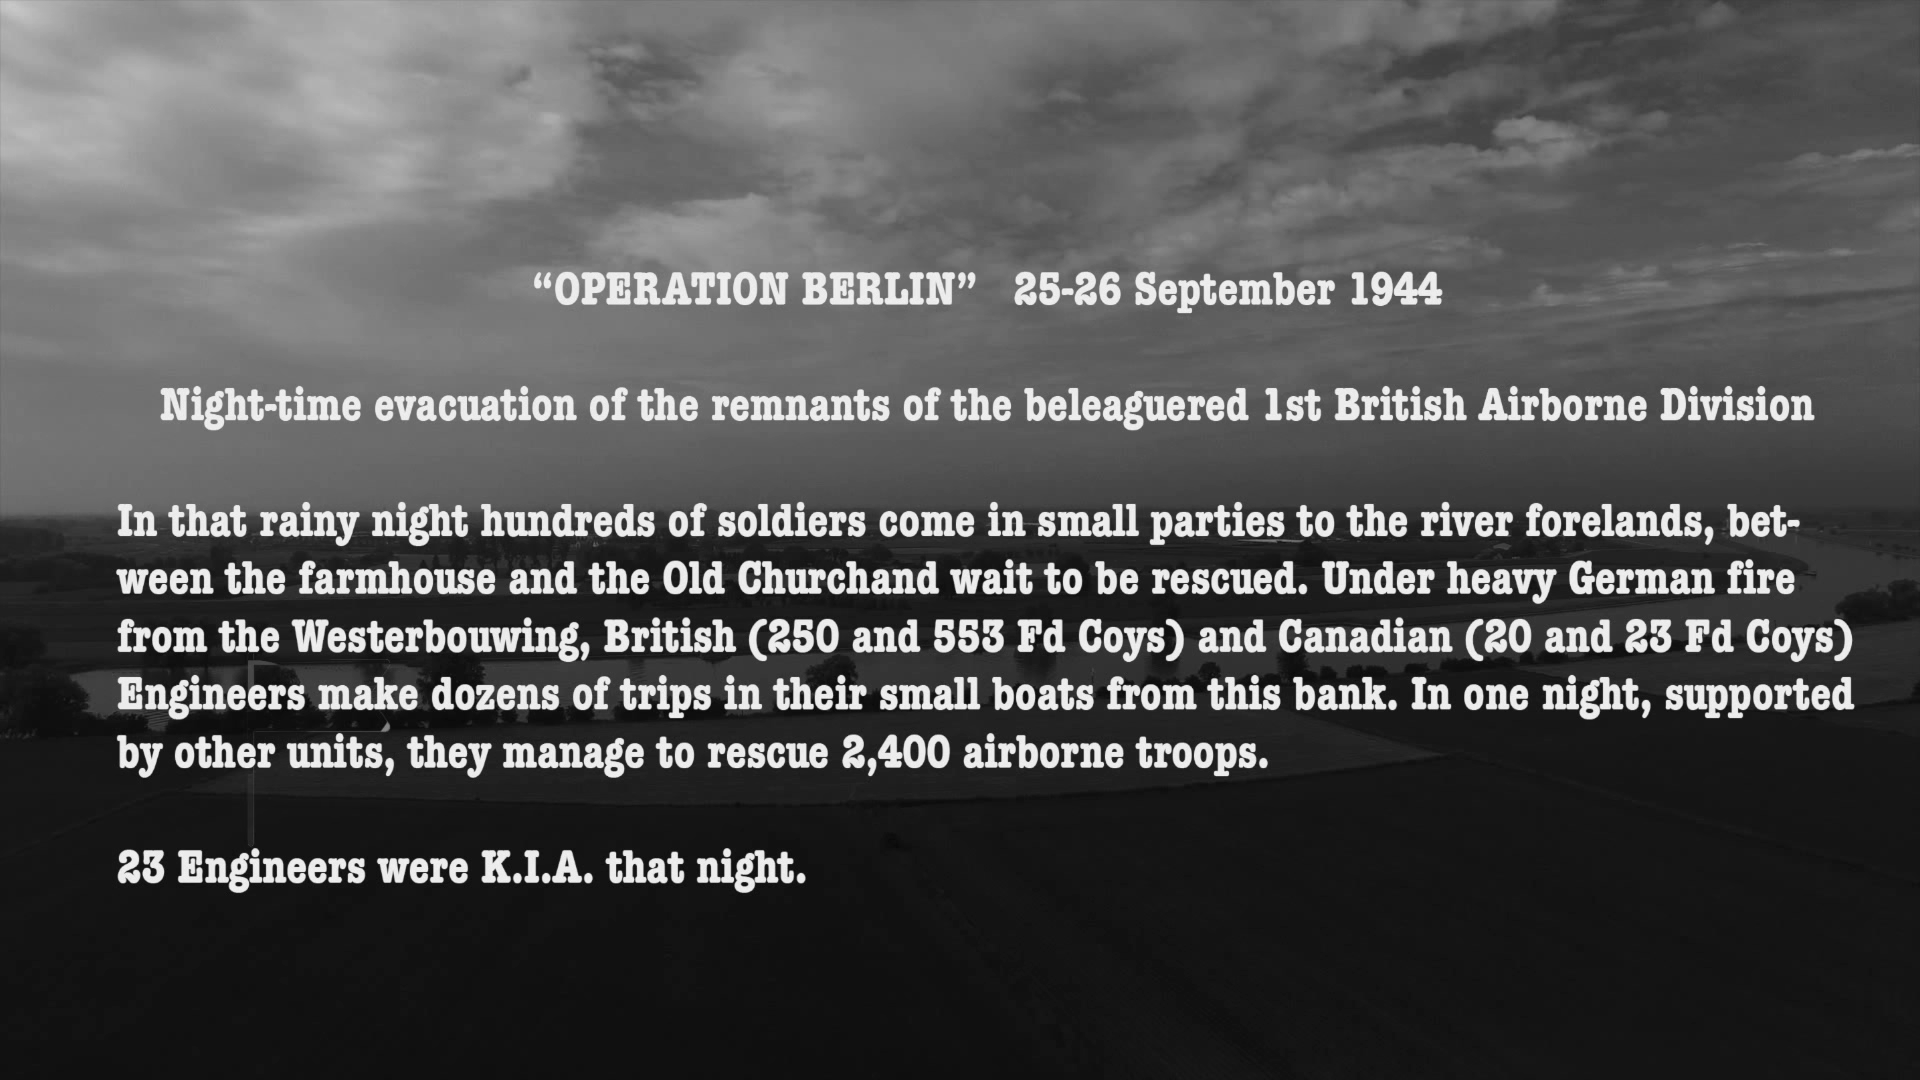 “OPERATION BERLIN” 25-26 September 1944
Night-time evacuation of the remnants of the beleaguered 1st British Airborne Division
In that rainy night hundreds of soldiers come in small parties to the river forelands, bet-
ween the farmhouse and the Old Churchand wait to be rescued. Under heavy German fire
from the Westerbouwing, British (250 and 553 Fd Coys) and Canadian (20 and 23 Fd Coys)
Engineers make dozens of trips in their small boats from this bank. In one night, supported
by other units, they manage to rescue 2,400 airborne troops.
23 Engineers were K.I.A. that night.